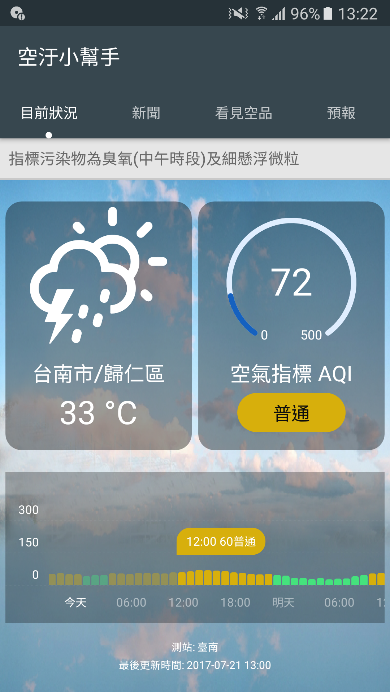 96% 13:22
空汙小幫手
目前狀況 新聞 看見空品 預報
指標污染物為臭氧(中午時段)及細懸浮微粒
72
0 500
台南市/歸仁區
33 °C
空氣指標 AQI
普通
300
150
0
12:00 60普通
今天 06:00 12:00 18:00 明天 06:00 12:
測站: 臺南
最後更新時間: 2017-07-21 13:00